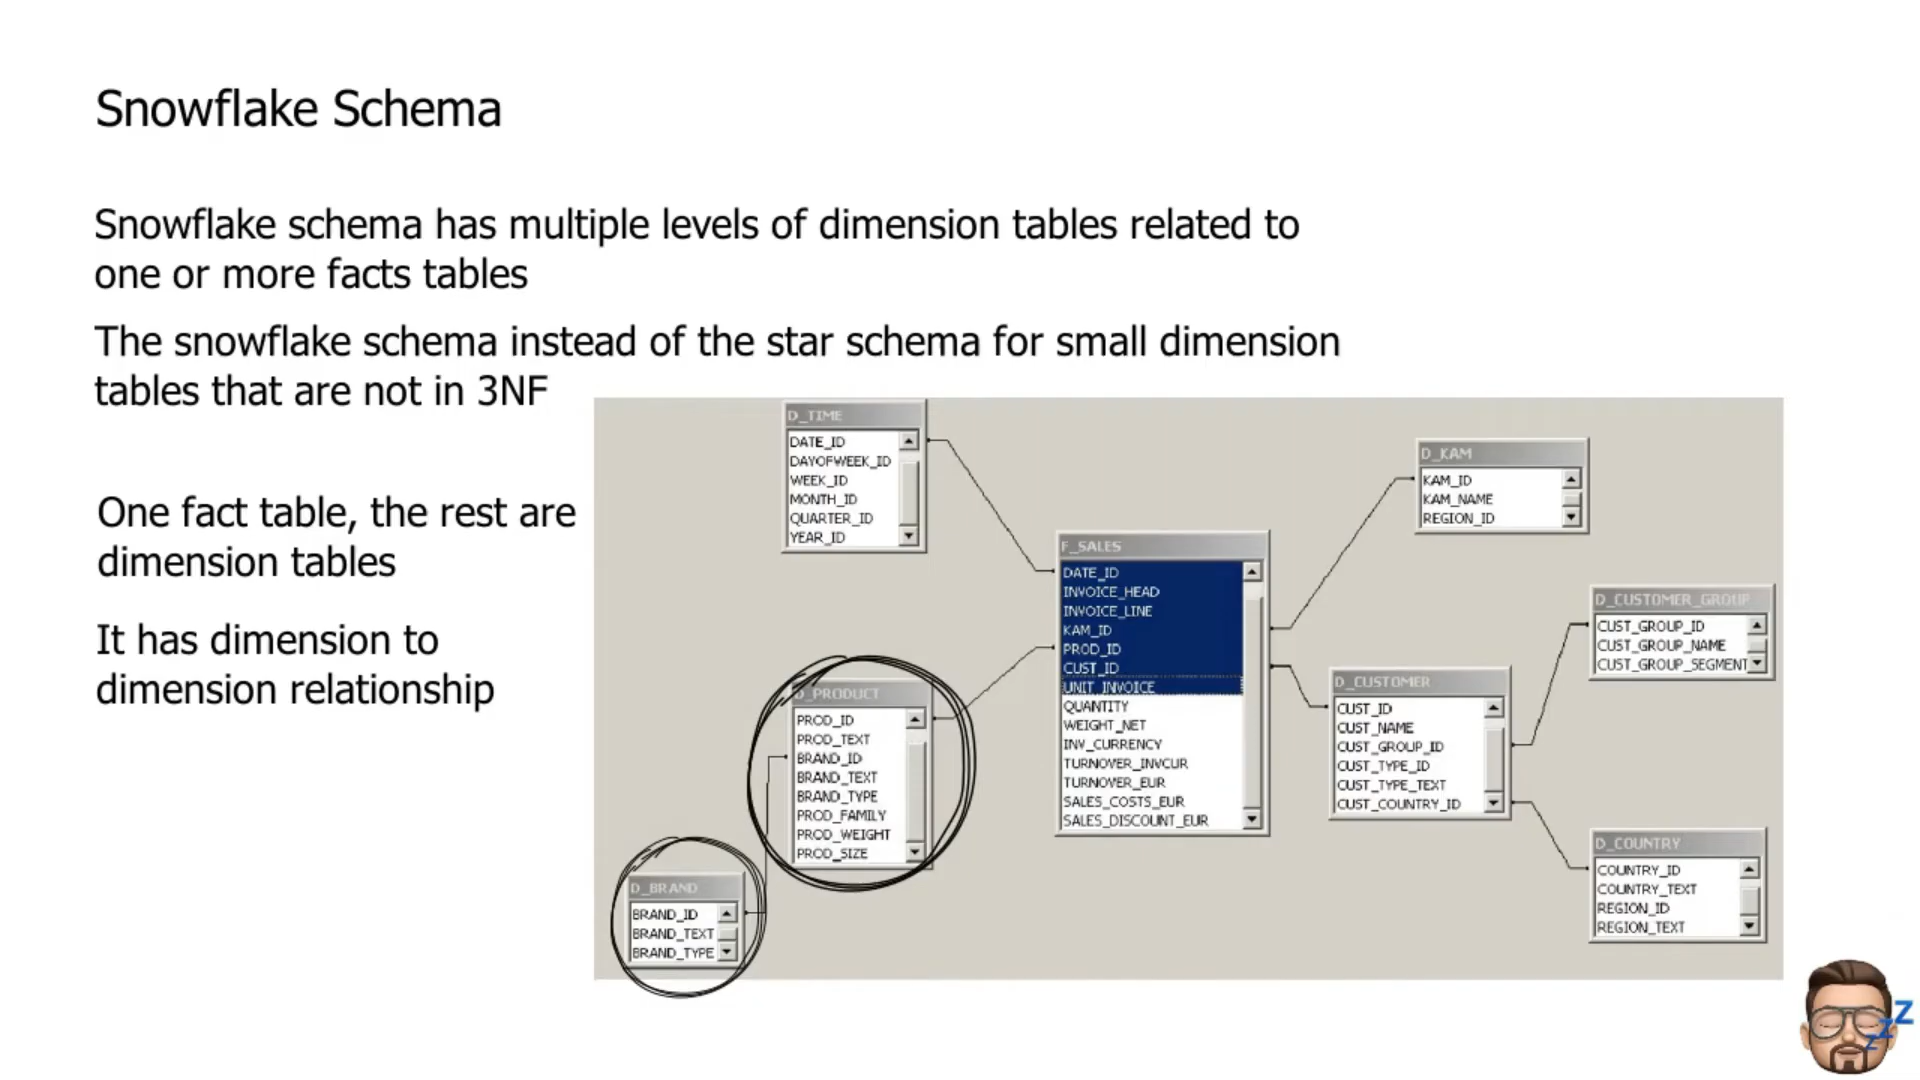 Snowflake Schema
Snowflake schema has multiple levels of dimension tables related to
one or more facts tables
The snowflake schema instead of the star schema for small dimension
tables that are not in 3NF
One fact table, the rest are
dimension tables
It has dimension to
dimension relationship
D_TIME
DATE_ID
DAYOFWEEK_ID
WEEK_ID
MONTH_ID
QUARTER_ID
YEAR_ID
D_PRODUCT
PROD_ID
PROD_TEXT
BRAND_ID
BRAND_TEXT
BRAND_TYPE
PROD_FAMILY
PROD_WEIGHT
PROD_SIZE
D_BRAND
BRAND_ID
BRAND_TEXT
BRAND_TYPE
F_SALES
DATE_ID
INVOICE_HEAD
INVOICE_LINE
KAM_ID
PROD_ID
CUST_ID
UNIT_INVOICE
QUANTITY
WEIGHT_NET
INV_CURRENCY
TURNOVER_INVCUR
TURNOVER_EUR
SALES_COSTS_EUR
SALES_DISCOUNT_EUR
D_KAM
KAM_ID
KAM_NAME
REGION_ID
D_CUSTOMER
CUST_ID
CUST_NAME
CUST_GROUP_ID
CUST_TYPE_ID
CUST_TYPE_TEXT
CUST_COUNTRY_ID
D_CUSTOMER_GROUP
CUST_GROUP_ID
CUST_GROUP_NAME
CUST_GROUP_SEGMENT
D_COUNTRY
COUNTRY_ID
COUNTRY_TEXT
REGION_ID
REGION_TEXT
z z Z